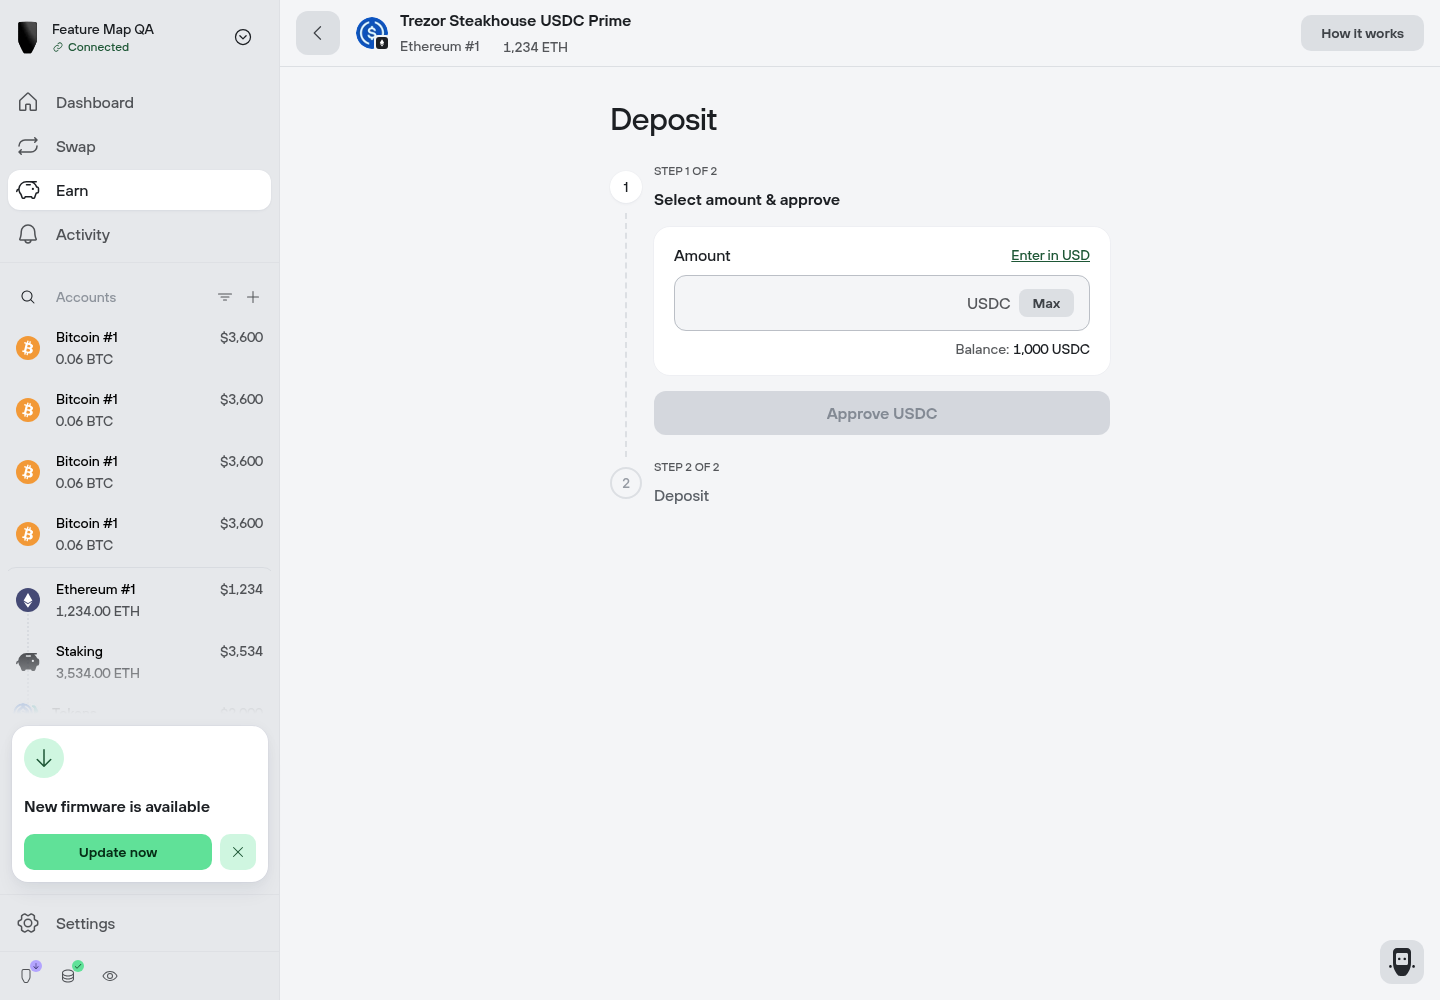 Feature Map QA
Connected
Dashboard
Swap
Earn
Activity
Accounts
Bitcoin #1 $3,600
0.06 BTC
Bitcoin #1 $3,600
0.06 BTC
Bitcoin #1 $3,600
0.06 BTC
Bitcoin #1 $3,600
0.06 BTC
Ethereum #1 $1,234
1,234.00 ETH
Staking $3,534
3,534.00 ETH
New firmware is available
Update now
Settings
Trezor Steakhouse USDC Prime
Ethereum #1 1,234 ETH
How it works
Deposit
1
STEP 1 OF 2
Select amount & approve
Amount Enter in USD
USDC Max
Balance: 1,000 USDC
Approve USDC
2
STEP 2 OF 2
Deposit